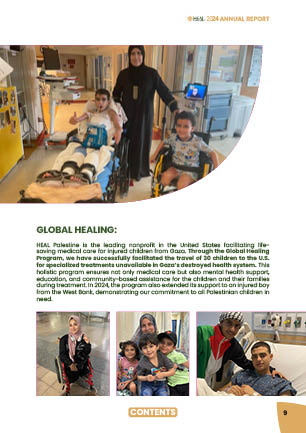 HEAL 2024 ANNUAL REPORT
GLOBAL HEALING:
HEAL Palestine is the leading nonprofit in the United States facilitating life-
saving medical care for injured children from Gaza. Through the Global Healing
Program, we have successfully facilitated the travel of 30 children to the U.S.
for specialized treatments unavailable in Gaza's destroyed health system. This
holistic program ensures not only medical care but also mental health support,
education, and community-based assistance for the children and their families
during treatment. In 2024, the program also extended its support to an injured boy
from the West Bank, demonstrating our commitment to all Palestinian children in
need.
CONTENTS
9